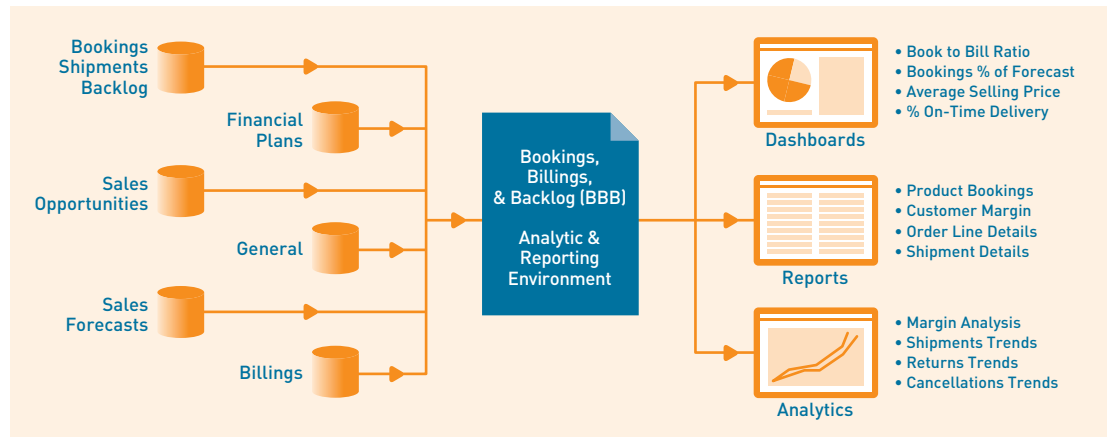 Bookings
Shipments
Backlog
Financial
Plans
Sales
Opportunities
General
Sales
Forecasts
Billings
Bookings,
Billings,
& Backlog (BBB)
Analytic &
Reporting
Environment
Dashboards
• Book to Bill Ratio
• Bookings % of Forecast
• Average Selling Price
• % On-Time Delivery
Reports
• Product Bookings
• Customer Margin
• Order Line Details
• Shipment Details
Analytics
• Margin Analysis
• Shipments Trends
• Returns Trends
• Cancellations Trends